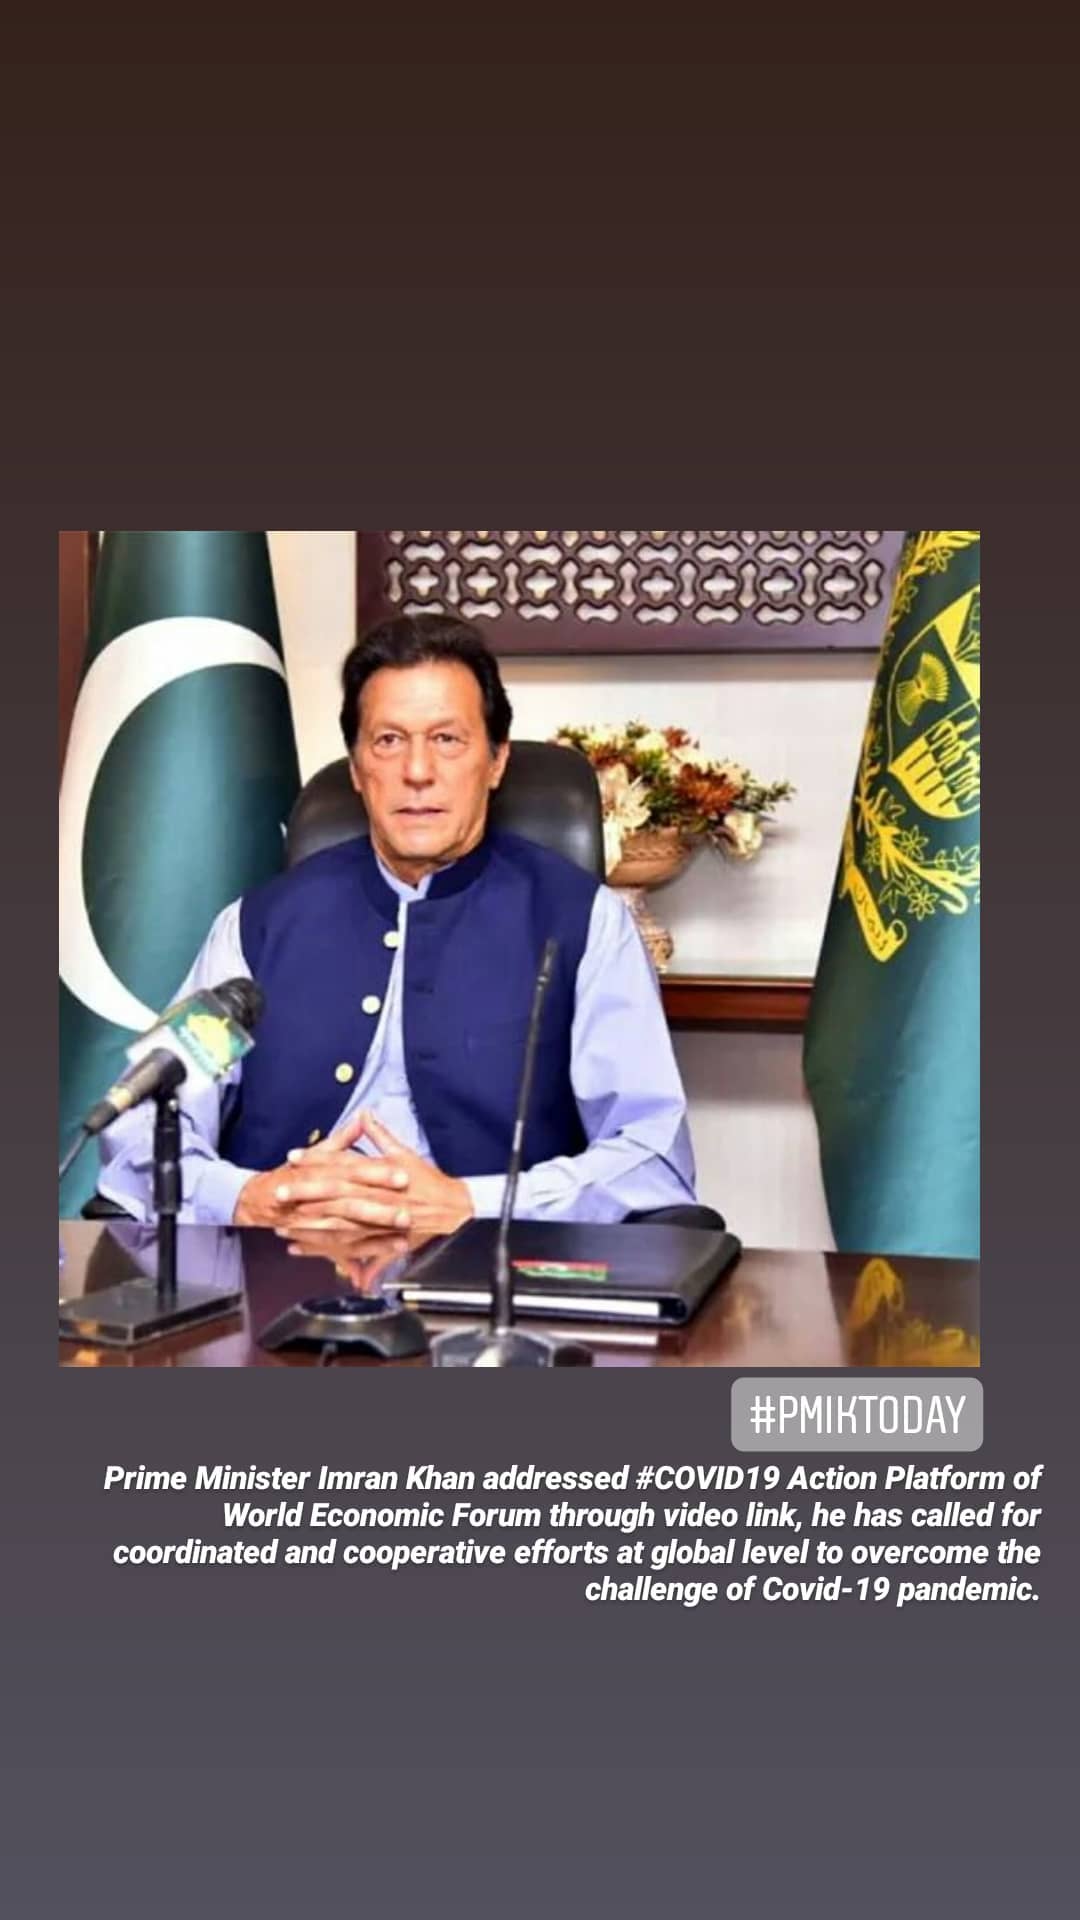 #PMIKTODAY
Prime Minister Imran Khan addressed #COVID19 Action Platform of
World Economic Forum through video link, he has called for
coordinated and cooperative efforts at global level to overcome the
challenge of Covid-19 pandemic.